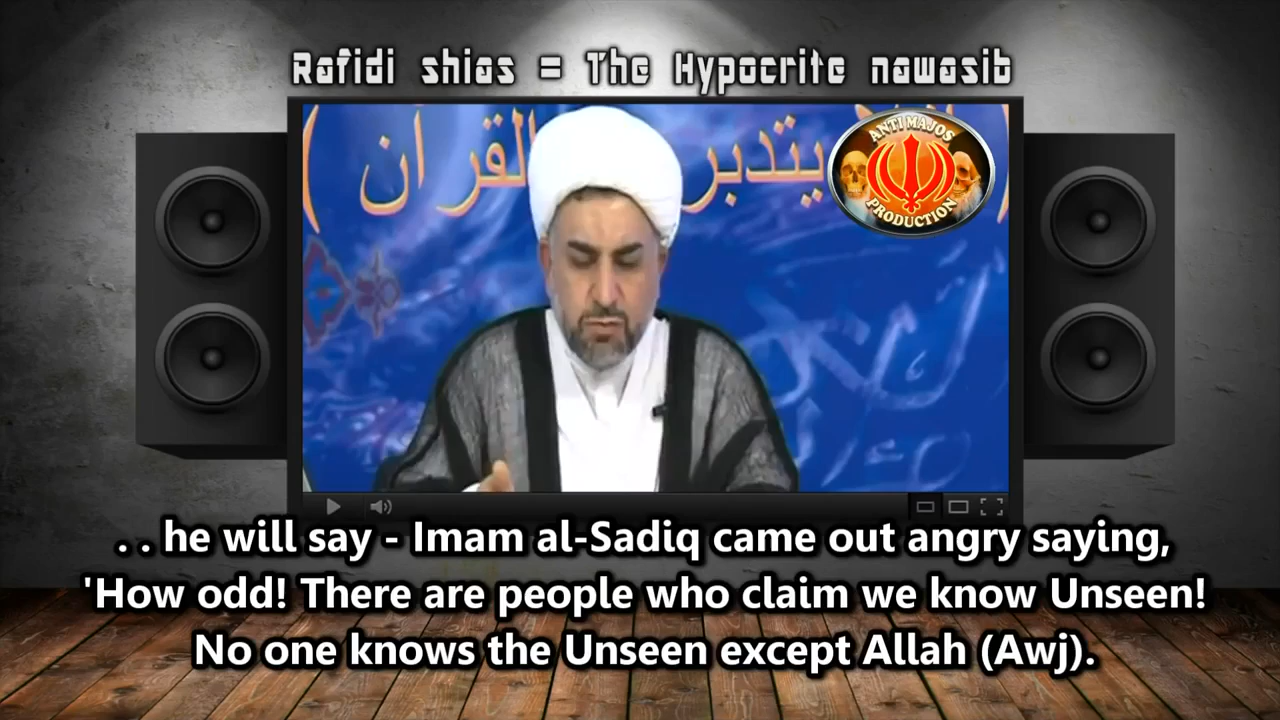 Rafidi shias = The Hypocrite nawasib
يتدبر القرآن )
ANTI MAJOS
PRODUCTION
. . he will say - Imam al-Sadiq came out angry saying,
'How odd! There are people who claim we know Unseen!
No one knows the Unseen except Allah (Awj).